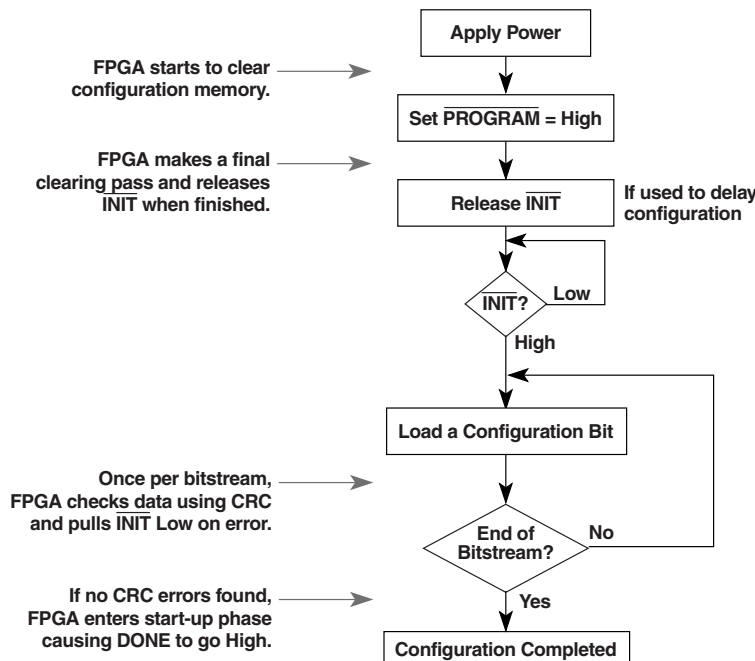 Apply Power
FPGA starts to clear
configuration memory.
Set PROGRAM = High
FPGA makes a final
clearing pass and releases
INIT when finished.
Release INIT
If used to delay
configuration
INIT?
Low
High
Load a Configuration Bit
Once per bitstream,
FPGA checks data using CRC
and pulls INIT Low on error.
End of
Bitstream?
No
Yes
If no CRC errors found,
FPGA enters start-up phase
causing DONE to go High.
Configuration Completed